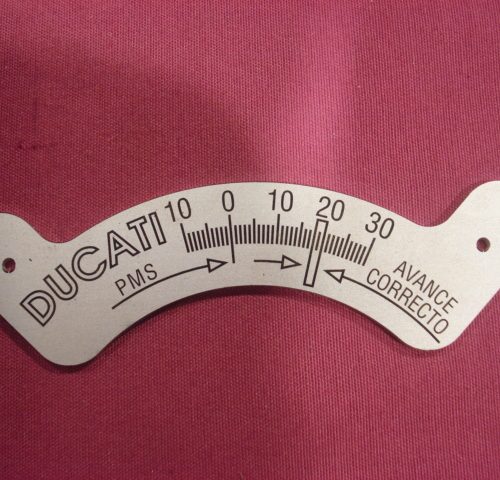 DUCATI
10 0 10 20 30
PMS
AVANCE
CORRECTO